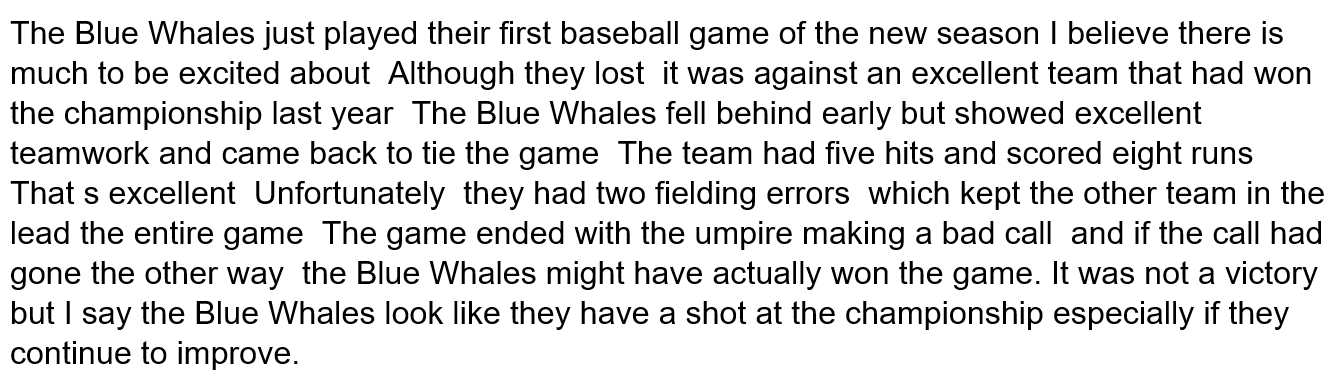 The Blue Whales just played their first baseball game of the new season I believe there is
much to be excited about  Although they lost  it was against an excellent team that had won
the championship last year  The Blue Whales fell behind early but showed excellent
teamwork and came back to tie the game  The team had five hits and scored eight runs
That s excellent  Unfortunately  they had two fielding errors  which kept the other team in the
lead the entire game  The game ended with the umpire making a bad call  and if the call had
gone the other way  the Blue Whales might have actually won the game. It was not a victory
but I say the Blue Whales look like they have a shot at the championship especially if they
continue to improve.